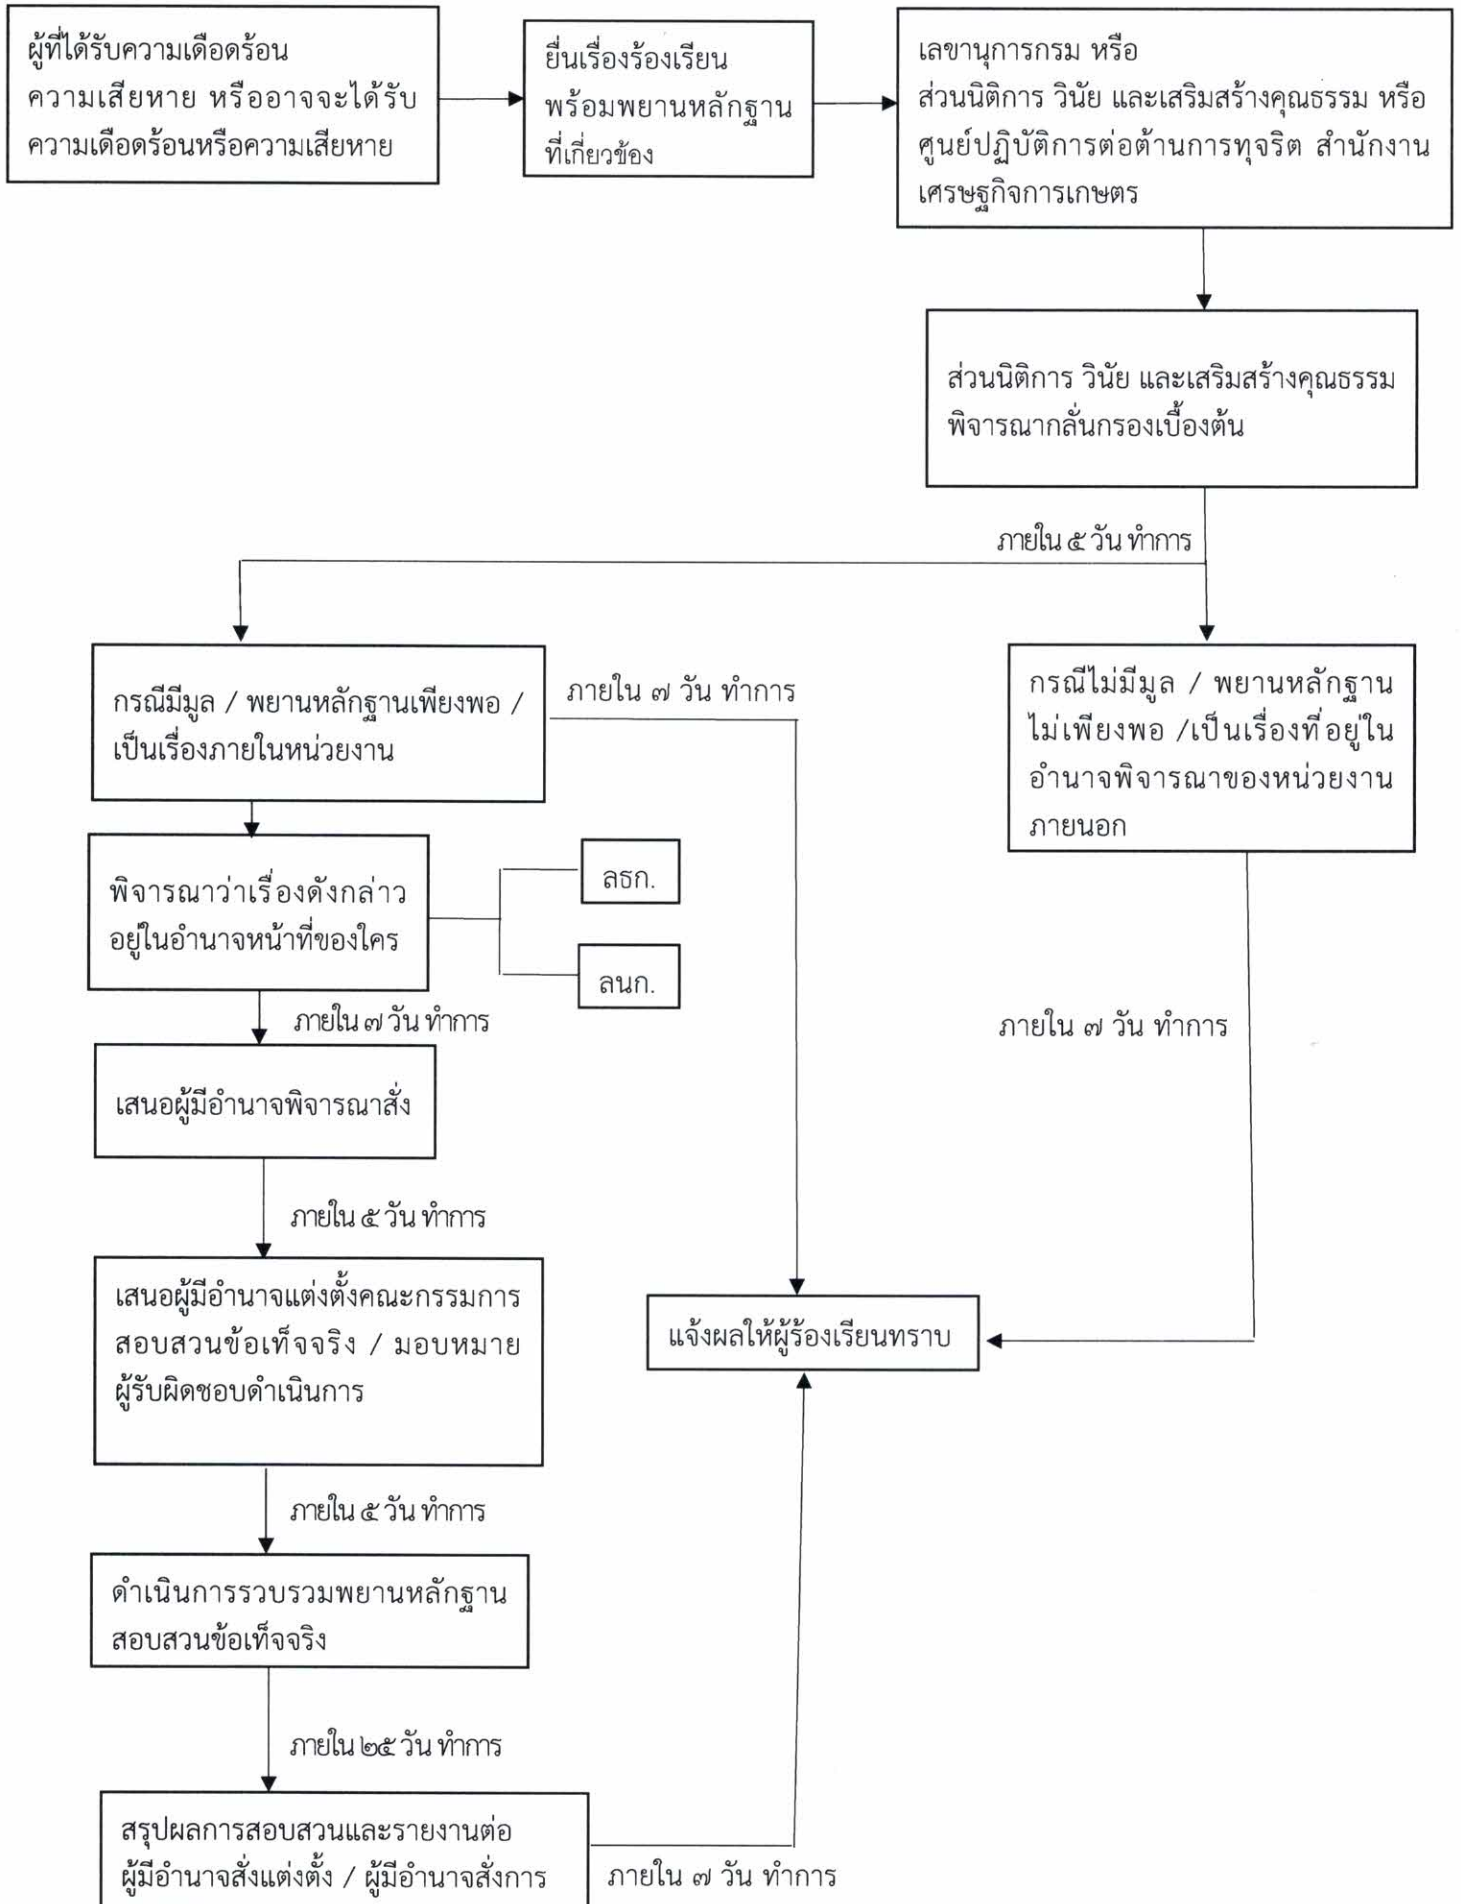 ผู้ที่ได้รับความเดือดร้อน
ความเสียหาย หรืออาจจะได้รับ
ความเดือดร้อนหรือความเสียหาย
ยื่นเรื่องร้องเรียน
พร้อมพยานหลักฐาน
ที่เกี่ยวข้อง
เลขานุการกรม หรือ
ส่วนนิติการ วินัย และเสริมสร้างคุณธรรม หรือ
ศูนย์ปฏิบัติการต่อต้านการทุจริต สำนักงาน
เศรษฐกิจการเกษตร
ส่วนนิติการ วินัย และเสริมสร้างคุณธรรม
พิจารณากลั่นกรองเบื้องต้น
ภายใน ๕ วัน ทำการ
กรณีมีมูล / พยานหลักฐานเพียงพอ /
เป็นเรื่องภายในหน่วยงาน
ภายใน ๗ วัน ทำการ
กรณีไม่มีมูล / พยานหลักฐาน
ไม่เพียงพอ /เป็นเรื่องที่อยู่ใน
อำนาจพิจารณาของหน่วยงาน
ภายนอก
พิจารณาว่าเรื่องดังกล่าว
อยู่ในอำนาจหน้าที่ของใคร
ลธก.
ลนก.
ภายใน ๗ วัน ทำการ
ภายใน ๗ วัน ทำการ
เสนอผู้มีอำนาจพิจารณาสั่ง
ภายใน ๕ วัน ทำการ
เสนอผู้มีอำนาจแต่งตั้งคณะกรรมการ
สอบสวนข้อเท็จจริง / มอบหมาย
ผู้รับผิดชอบดำเนินการ
แจ้งผลให้ผู้ร้องเรียนทราบ
ภายใน ๕ วัน ทำการ
ดำเนินการรวบรวมพยานหลักฐาน
สอบสวนข้อเท็จจริง
ภายใน ๒๕ วัน ทำการ
สรุปผลการสอบสวนและรายงานต่อ
ผู้มีอำนาจสั่งแต่งตั้ง / ผู้มีอำนาจสั่งการ
ภายใน ๗ วัน ทำการ